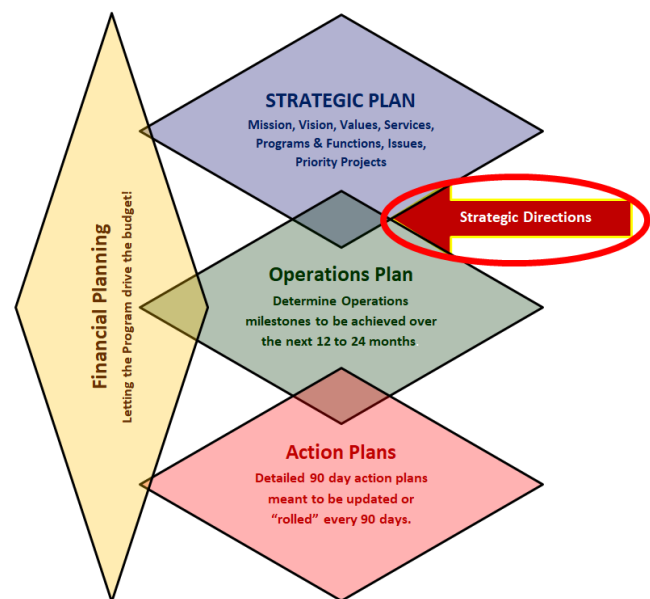 STRATEGIC PLAN
Mission, Vision, Values, Services,
Programs & Functions, Issues,
Priority Projects
Strategic Directions
Financial Planning
Letting the Program drive the budget!
Operations Plan
Determine Operations
milestones to be achieved over
the next 12 to 24 months
Action Plans
Detailed 90 day action plans
meant to be updated or
“rolled” every 90 days.